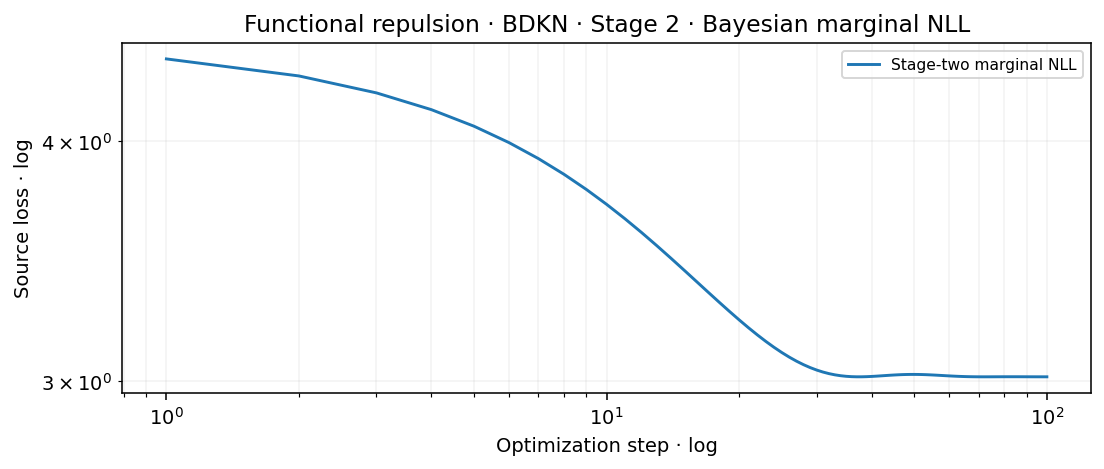 Functional repulsion · BDKN · Stage 2 · Bayesian marginal NLL
Stage-two marginal NLL
Source loss · log
4 × 10⁰
3 × 10⁰
10⁰ 10¹ 10²
Optimization step · log